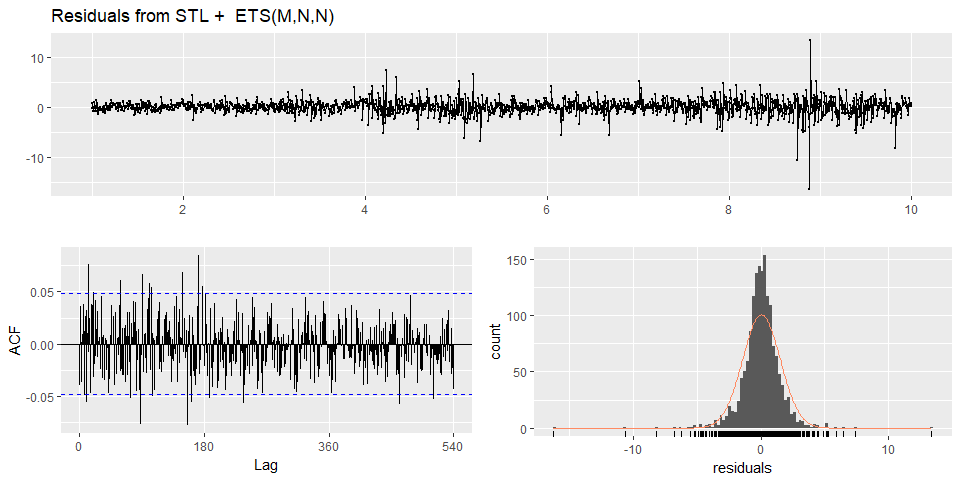 Residuals from STL +  ETS(M,N,N)
10
0
-10
2 4 6 8 10
ACF
0.05
0.00
-0.05
0 180 360 540
Lag
count
150
100
50
0
-10 0 10
residuals